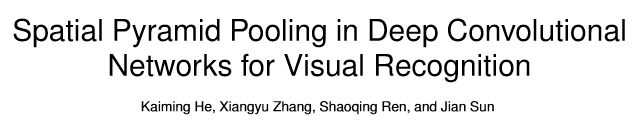 Spatial Pyramid Pooling in Deep Convolutional
Networks for Visual Recognition
Kaiming He, Xiangyu Zhang, Shaoqing Ren, and Jian Sun